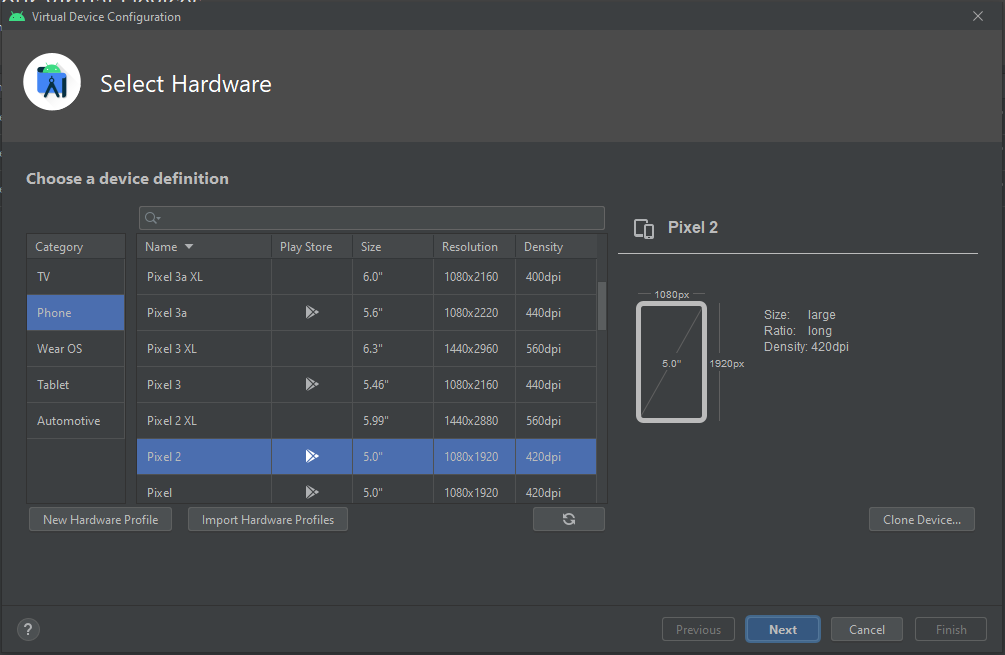 Virtual Device Configuration
Select Hardware
Choose a device definition
Category
TV
Phone
Wear OS
Tablet
Automotive
Name Play Store Size Resolution Density
Pixel 3a XL 6.0" 1080x2160 400dpi
Pixel 3a 5.6" 1080x2220 440dpi
Pixel 3 XL 6.3" 1440x2960 560dpi
Pixel 3 5.46" 1080x2160 440dpi
Pixel 2 XL 5.99" 1440x2880 560dpi
Pixel 2 5.0" 1080x1920 420dpi
Pixel 5.0" 1080x1920 420dpi
Pixel 2
1080px
5.0"
1920px
Size: large
Ratio: long
Density: 420dpi
New Hardware Profile Import Hardware Profiles Clone Device...
? Previous Next Cancel Finish